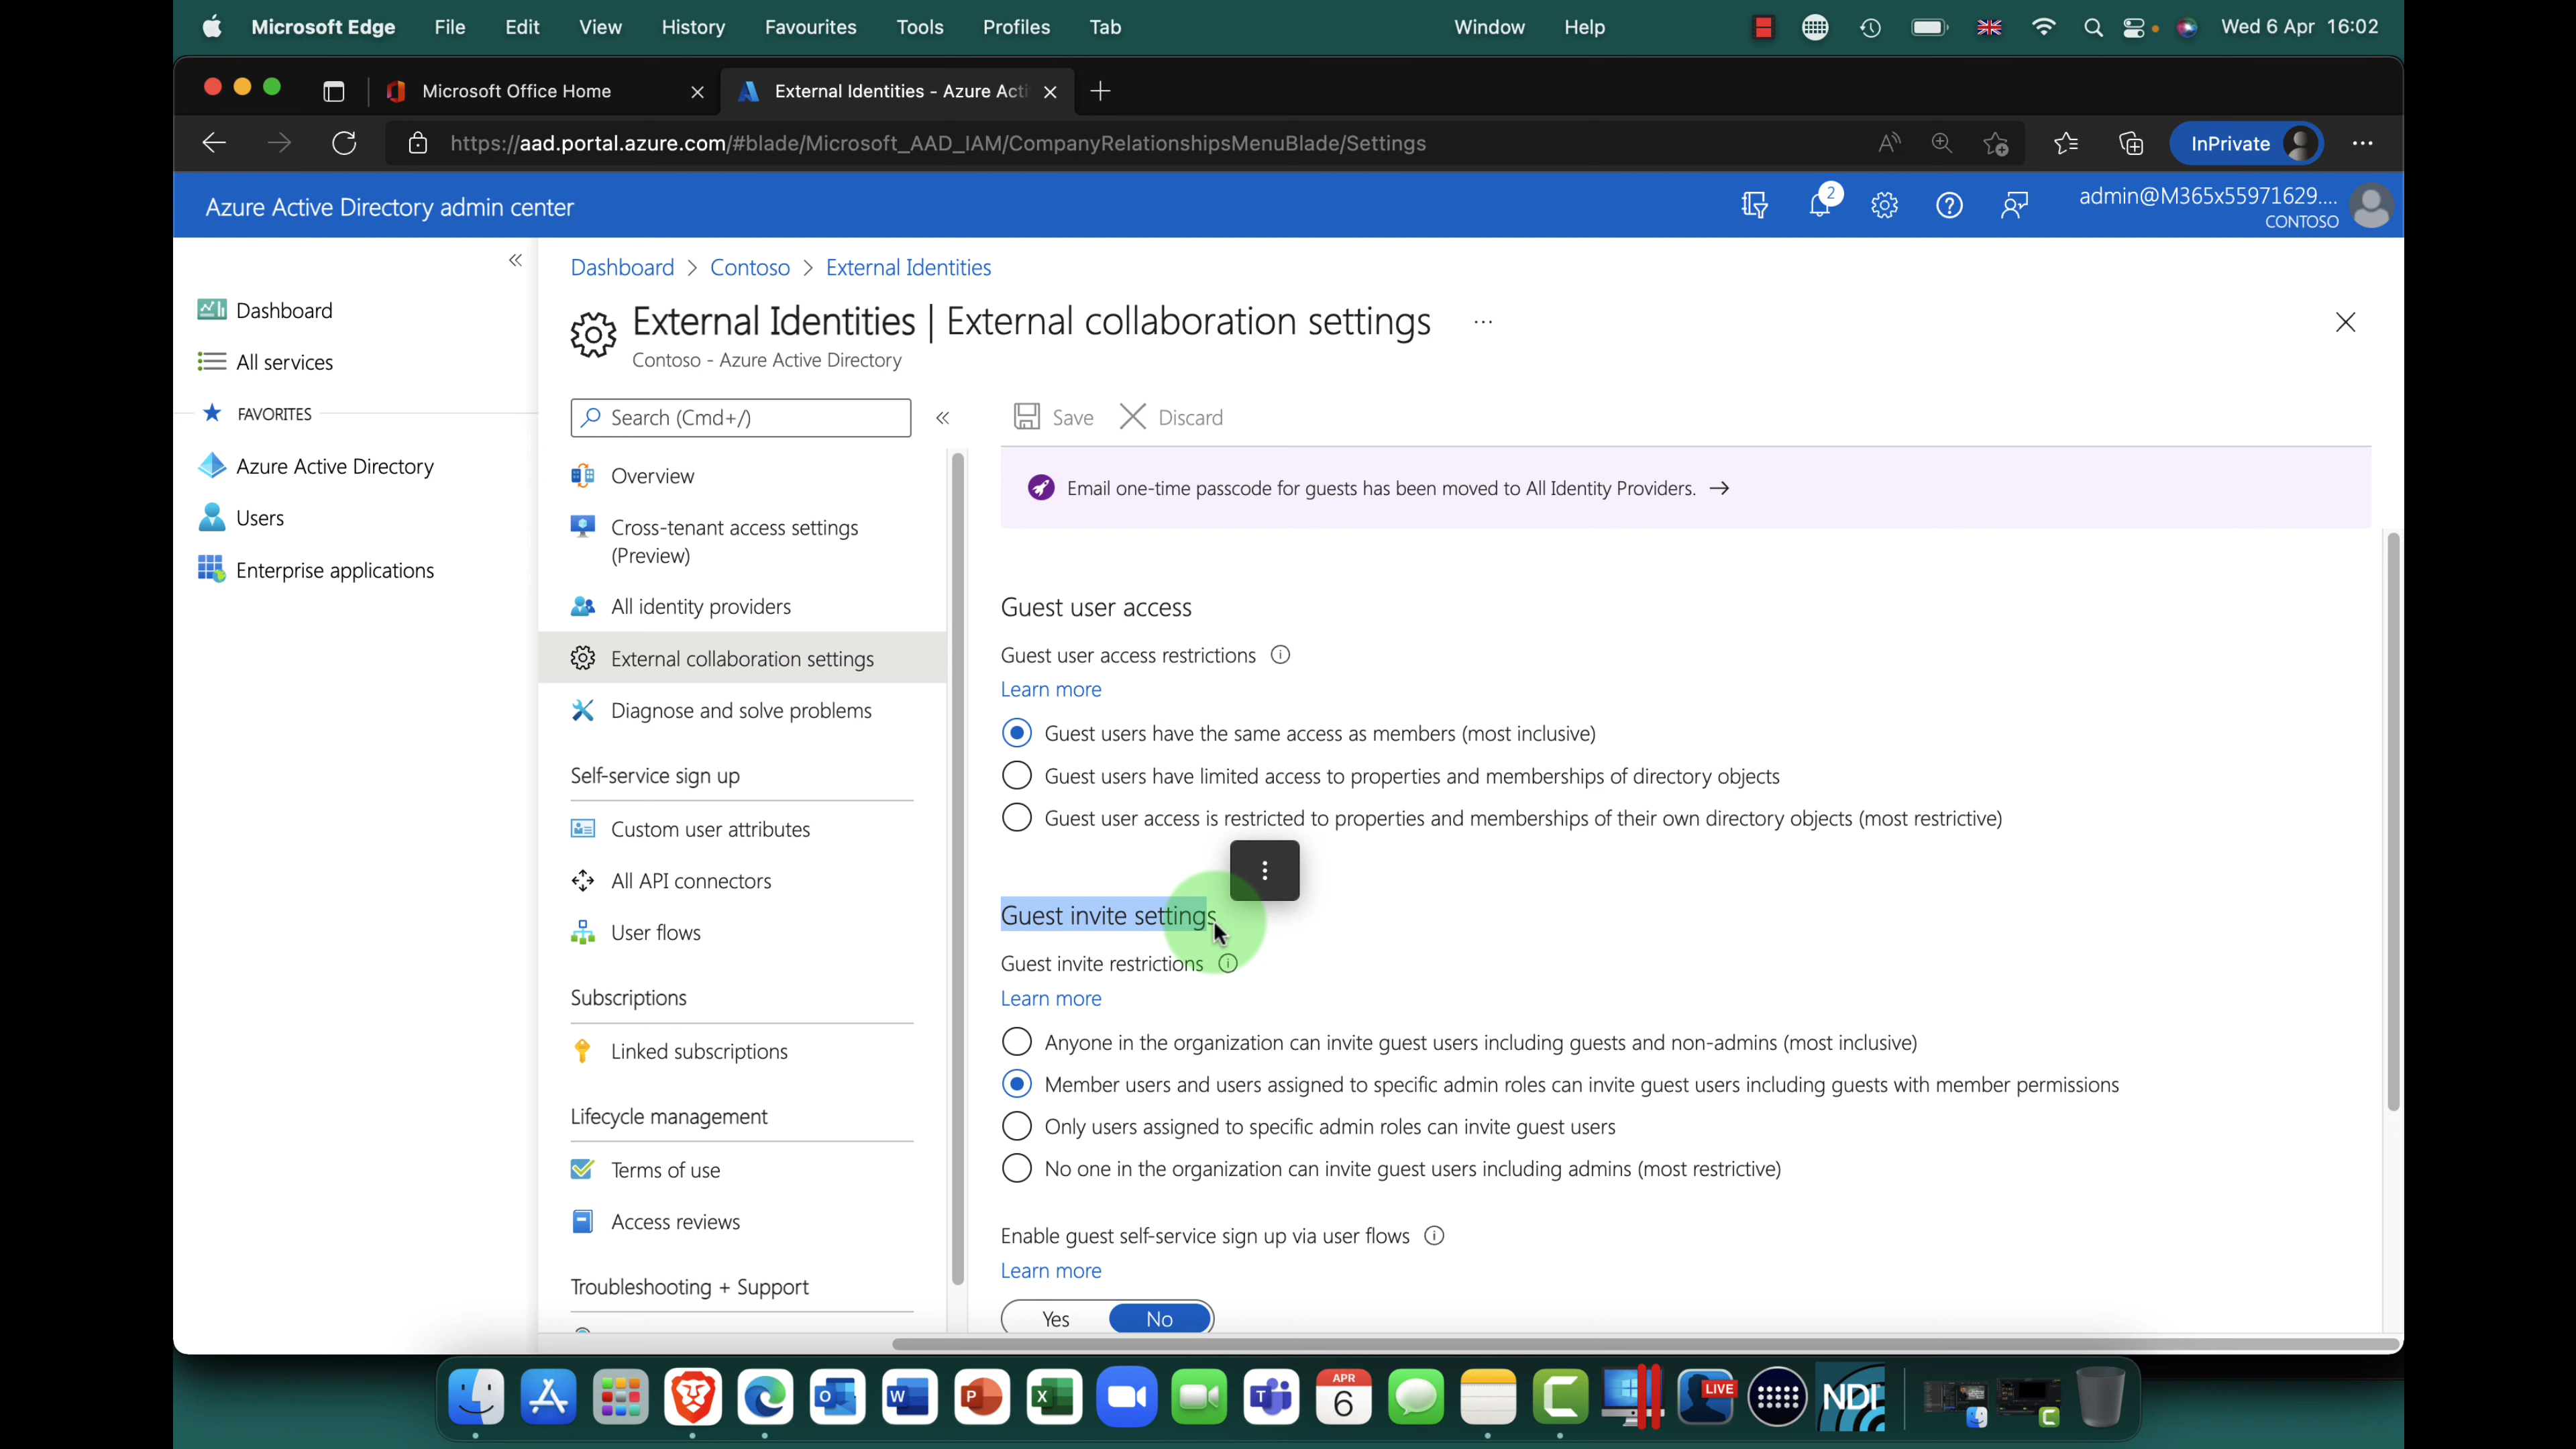 Microsoft Edge File Edit View History Favourites Tools Profiles Tab Window Help Wed 6 Apr 16:02
Microsoft Office Home
External Identities - Azure Acti
https://aad.portal.azure.com/#blade/Microsoft_AAD_IAM/CompanyRelationshipsMenuBlade/Settings
InPrivate
Azure Active Directory admin center
2
admin@M365x55971629....
CONTOSO
Dashboard
All services
FAVORITES
Azure Active Directory
Users
Enterprise applications
Dashboard > Contoso > External Identities
External Identities | External collaboration settings ...
Contoso - Azure Active Directory
Search (Cmd+/)
Overview
Cross-tenant access settings
(Preview)
All identity providers
External collaboration settings
Diagnose and solve problems
Self-service sign up
Custom user attributes
All API connectors
User flows
Subscriptions
Linked subscriptions
Lifecycle management
Terms of use
Access reviews
Troubleshooting + Support
Save Discard
Email one-time passcode for guests has been moved to All Identity Providers.
Guest user access
Guest user access restrictions
Learn more
Guest users have the same access as members (most inclusive)
Guest users have limited access to properties and memberships of directory objects
Guest user access is restricted to properties and memberships of their own directory objects (most restrictive)
Guest invite settings
Guest invite restrictions
Learn more
Anyone in the organization can invite guest users including guests and non-admins (most inclusive)
Member users and users assigned to specific admin roles can invite guest users including guests with member permissions
Only users assigned to specific admin roles can invite guest users
No one in the organization can invite guest users including admins (most restrictive)
Enable guest self-service sign up via user flows
Learn more
Yes No
APR
6
LIVE
NDI